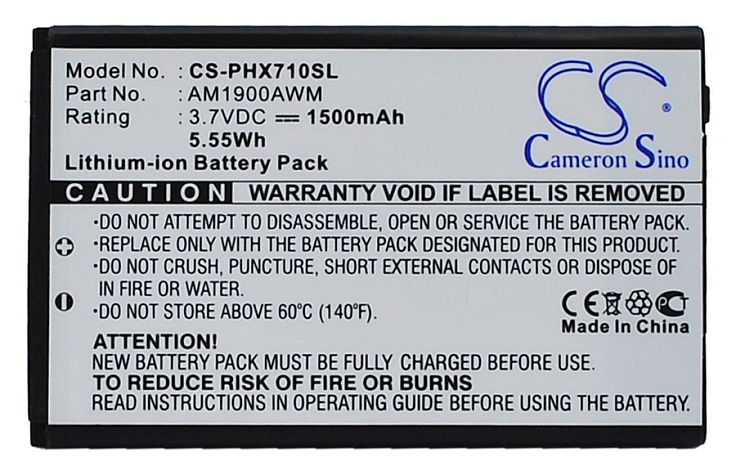 Model No. : CS-PHX710SL
Part No. : AM1900AWM
Rating : 3.7VDC ⎓ 1500mAh
5.55Wh
Lithium-ion Battery Pack
CS ®
Cameron Sino
CAUTION WARRANTY VOID IF LABEL IS REMOVED
·DO NOT ATTEMPT TO DISASSEMBLE, OPEN OR SERVICE THE BATTERY PACK.
·REPLACE ONLY WITH THE BATTERY PACK DESIGNATED FOR THIS PRODUCT.
·DO NOT CRUSH, PUNCTURE, SHORT EXTERNAL CONTACTS OR DISPOSE OF
IN FIRE OR WATER.
·DO NOT STORE ABOVE 60°C (140°F).
CE PCT
Made In China
ATTENTION!
NEW BATTERY PACK MUST BE FULLY CHARGED BEFORE USE.
TO REDUCE RISK OF FIRE OR BURNS
READ INSTRUCTIONS IN OPERATING GUIDE BEFORE CHARGING.